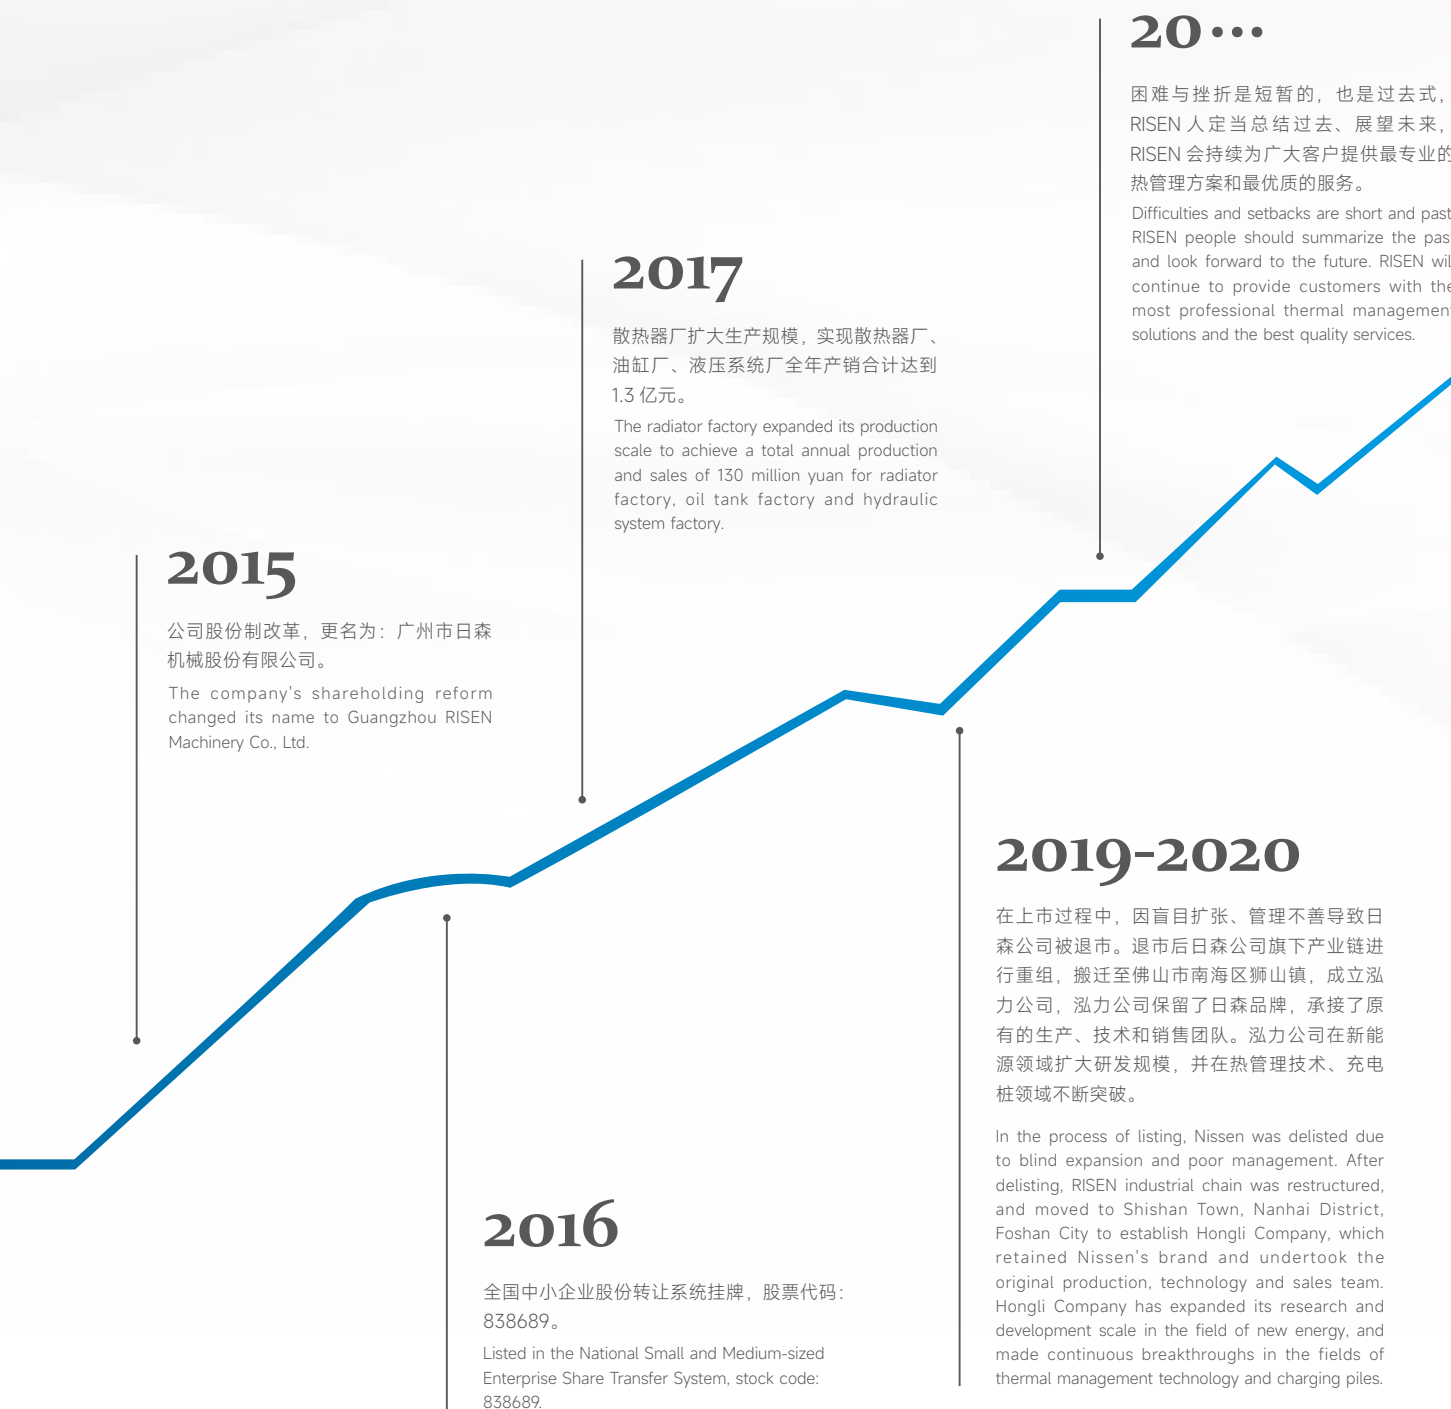 2015
公司股份制改革，更名为：广州市日森
机械股份有限公司。
The company's shareholding reform
changed its name to Guangzhou RISEN
Machinery Co., Ltd.
2016
全国中小企业股份转让系统挂牌，股票代码：
838689。
Listed in the National Small and Medium-sized
Enterprise Share Transfer System, stock code:
838689.
2017
散热器厂扩大生产规模，实现散热器厂、
油缸厂、液压系统厂全年产销合计达到
1.3 亿元。
The radiator factory expanded its production
scale to achieve a total annual production
and sales of 130 million yuan for radiator
factory, oil tank factory and hydraulic
system factory.
2019-2020
在上市过程中，因盲目扩张、管理不善导致日
森公司被退市。退市后日森公司旗下产业链进
行重组，搬迁至佛山市南海区狮山镇，成立泓
力公司，泓力公司保留了日森品牌，承接了原
有的生产、技术和销售团队。泓力公司在新能
源领域扩大研发规模，并在热管理技术、充电
桩领域不断突破。
In the process of listing, Nissen was delisted due
to blind expansion and poor management. After
delisting, RISEN industrial chain was restructured,
and moved to Shishan Town, Nanhai District,
Foshan City to establish Hongli Company, which
retained Nissen's brand and undertook the
original production, technology and sales team.
Hongli Company has expanded its research and
development scale in the field of new energy, and
made continuous breakthroughs in the fields of
thermal management technology and charging piles.
20···
困难与挫折是短暂的，也是过去式，
RISEN 人定当总结过去、展望未来，
RISEN 会持续为广大客户提供最专业的
热管理方案和最优质的服务。
Difficulties and setbacks are short and past
RISEN people should summarize the past
and look forward to the future. RISEN will
continue to provide customers with the
most professional thermal management
solutions and the best quality services.